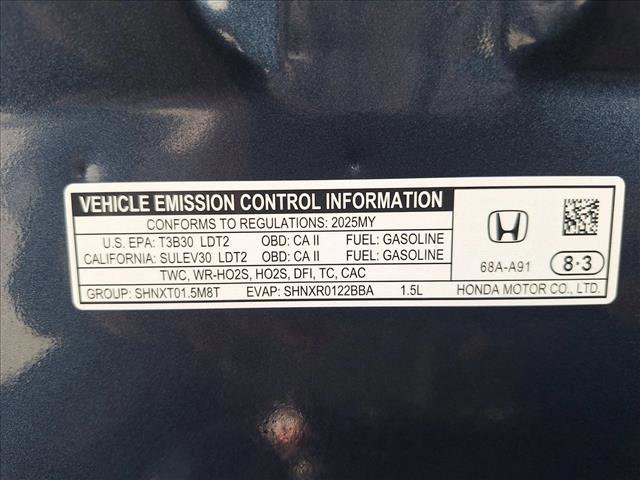 VEHICLE EMISSION CONTROL INFORMATION
CONFORMS TO REGULATIONS: 2025MY
U.S. EPA: T3B30 LDT2 OBD: CA II FUEL: GASOLINE
CALIFORNIA: SULEV30 LDT2 OBD: CA II FUEL: GASOLINE
TWC, WR-HO2S, HO2S, DFI, TC, CAC
GROUP: SHNXT01.5M8T EVAP: SHNXR0122BBA 1.5L
68A-A91 8·3
HONDA MOTOR CO., LTD.